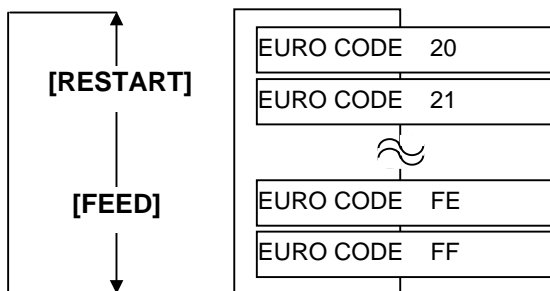 EURO CODE 20
[RESTART]
EURO CODE 21
[FEED]
EURO CODE FE
EURO CODE FF